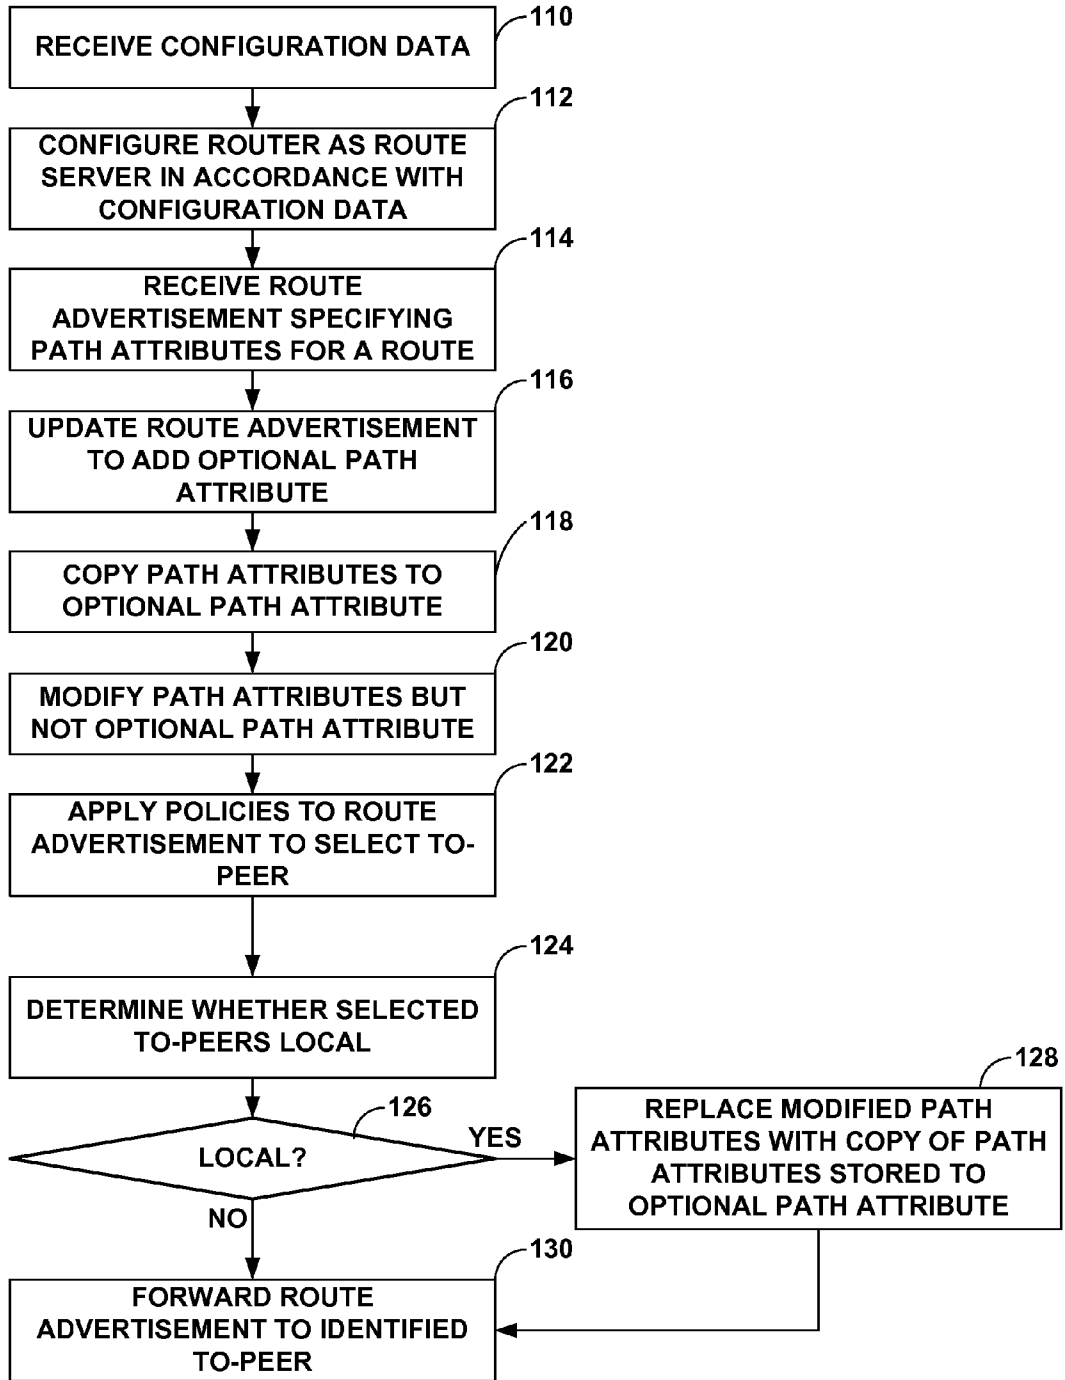 110
RECEIVE CONFIGURATION DATA
112
CONFIGURE ROUTER AS ROUTE
SERVER IN ACCORDANCE WITH
CONFIGURATION DATA
114
RECEIVE ROUTE
ADVERTISEMENT SPECIFYING
PATH ATTRIBUTES FOR A ROUTE
116
UPDATE ROUTE ADVERTISEMENT
TO ADD OPTIONAL PATH
ATTRIBUTE
118
COPY PATH ATTRIBUTES TO
OPTIONAL PATH ATTRIBUTE
120
MODIFY PATH ATTRIBUTES BUT
NOT OPTIONAL PATH ATTRIBUTE
122
APPLY POLICIES TO ROUTE
ADVERTISEMENT TO SELECT TO-
PEER
124
DETERMINE WHETHER SELECTED
TO-PEERS LOCAL
126
LOCAL?
YES
NO
128
REPLACE MODIFIED PATH
ATTRIBUTES WITH COPY OF PATH
ATTRIBUTES STORED TO
OPTIONAL PATH ATTRIBUTE
130
FORWARD ROUTE
ADVERTISEMENT TO IDENTIFIED
TO-PEER